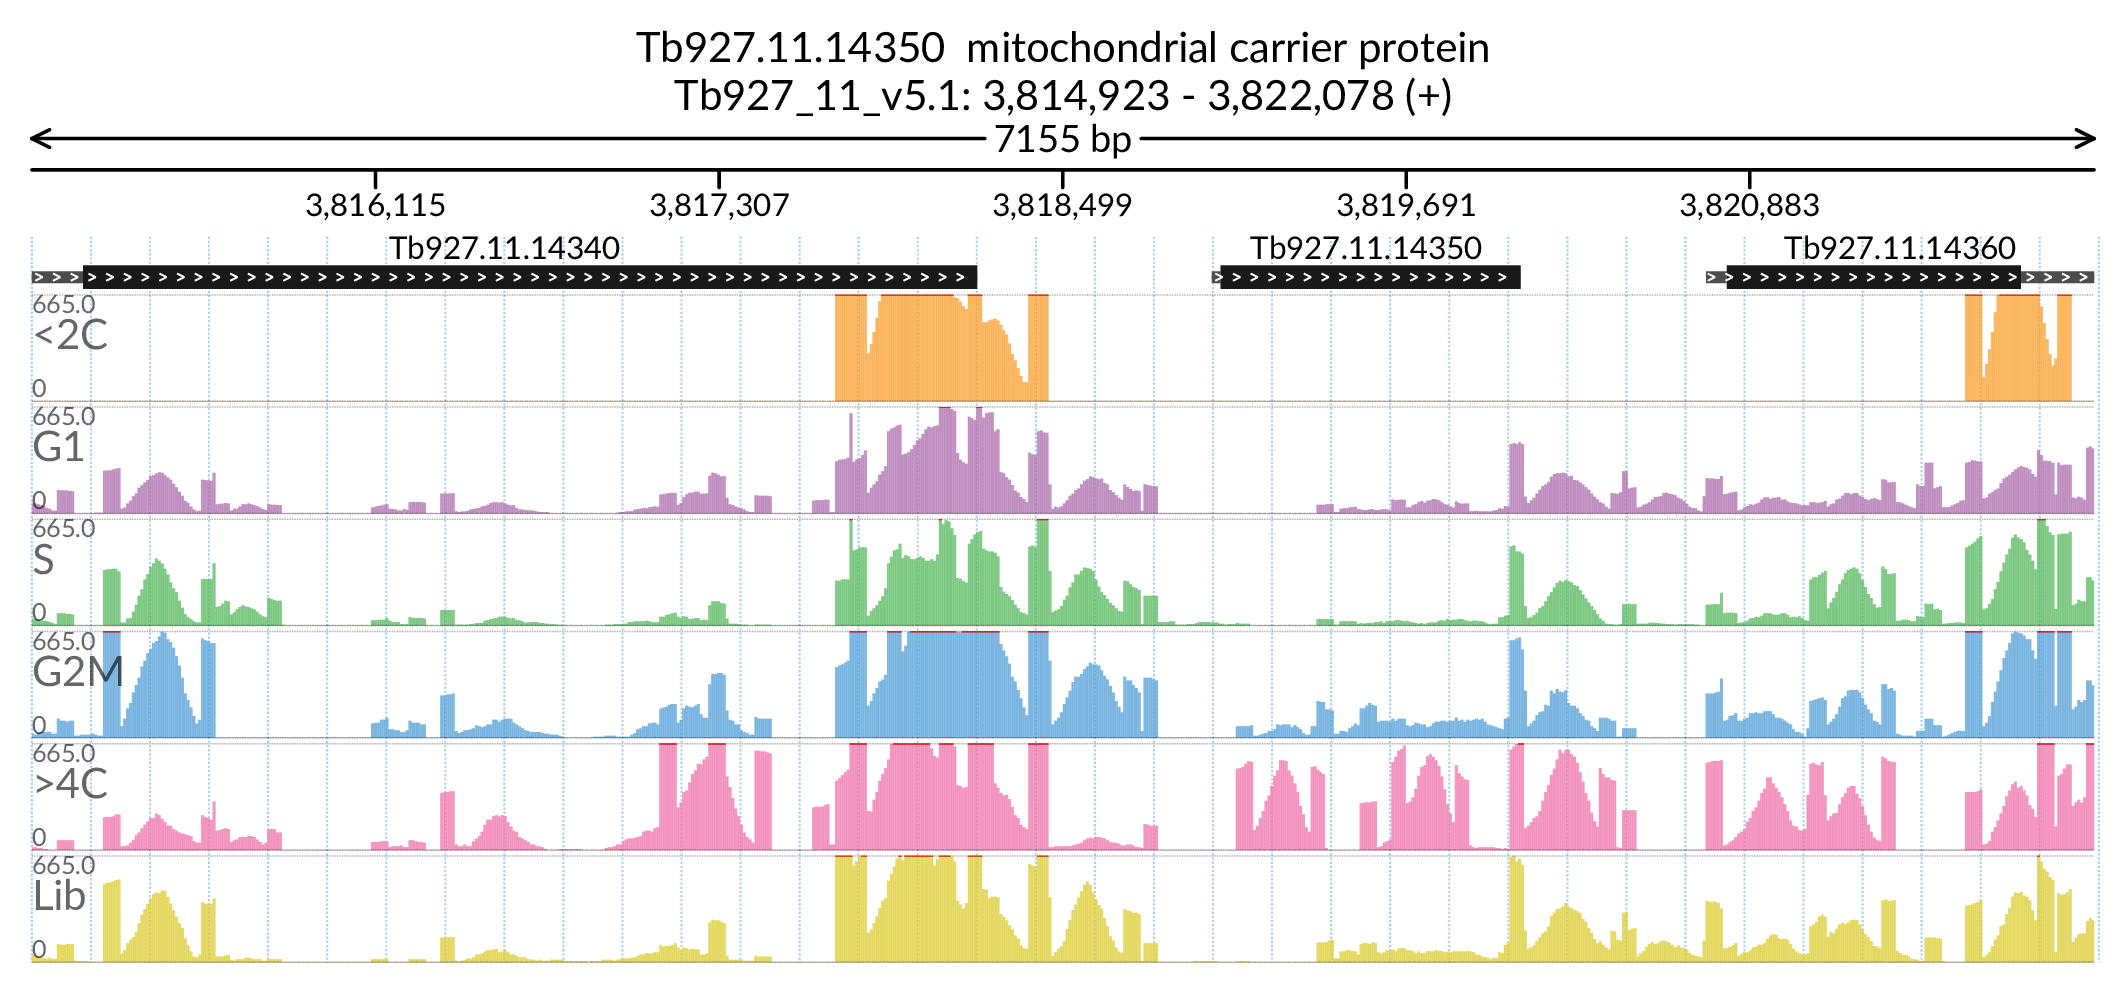 Tb927.11.14350  mitochondrial carrier protein
Tb927_11_v5.1: 3,814,923 - 3,822,078 (+)
7155 bp
3,816,115 3,817,307 3,818,499 3,819,691 3,820,883
Tb927.11.14340 Tb927.11.14350 Tb927.11.14360
665.0
<2C
0
665.0
G1
0
665.0
S
0
665.0
G2M
0
665.0
>4C
0
665.0
Lib
0